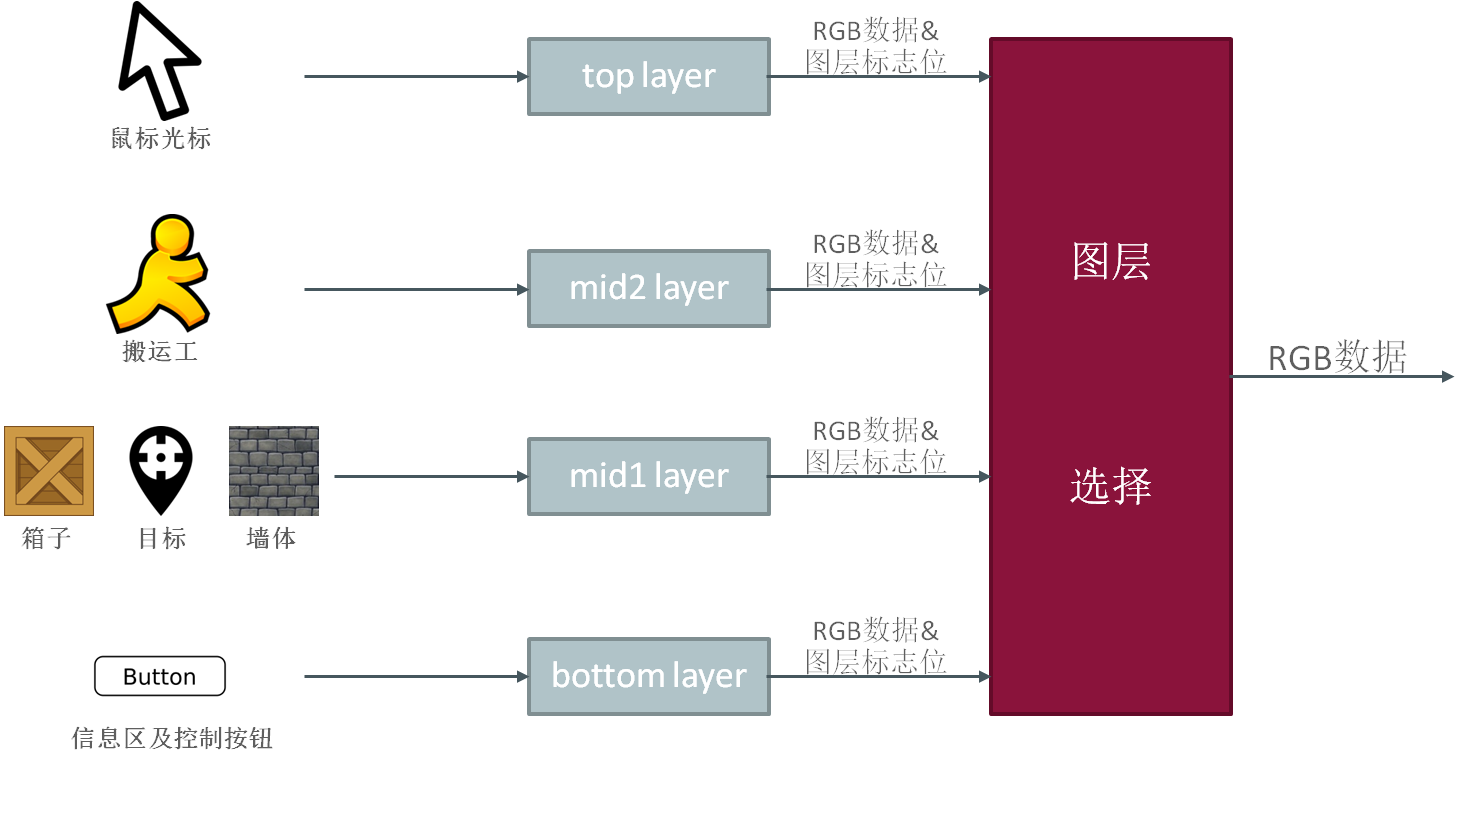 鼠标光标
top layer
RGB数据&
图层标志位
搬运工
mid2 layer
RGB数据&
图层标志位
图层
选择
RGB数据
箱子
目标
墙体
mid1 layer
RGB数据&
图层标志位
Button
信息区及控制按钮
bottom layer
RGB数据&
图层标志位